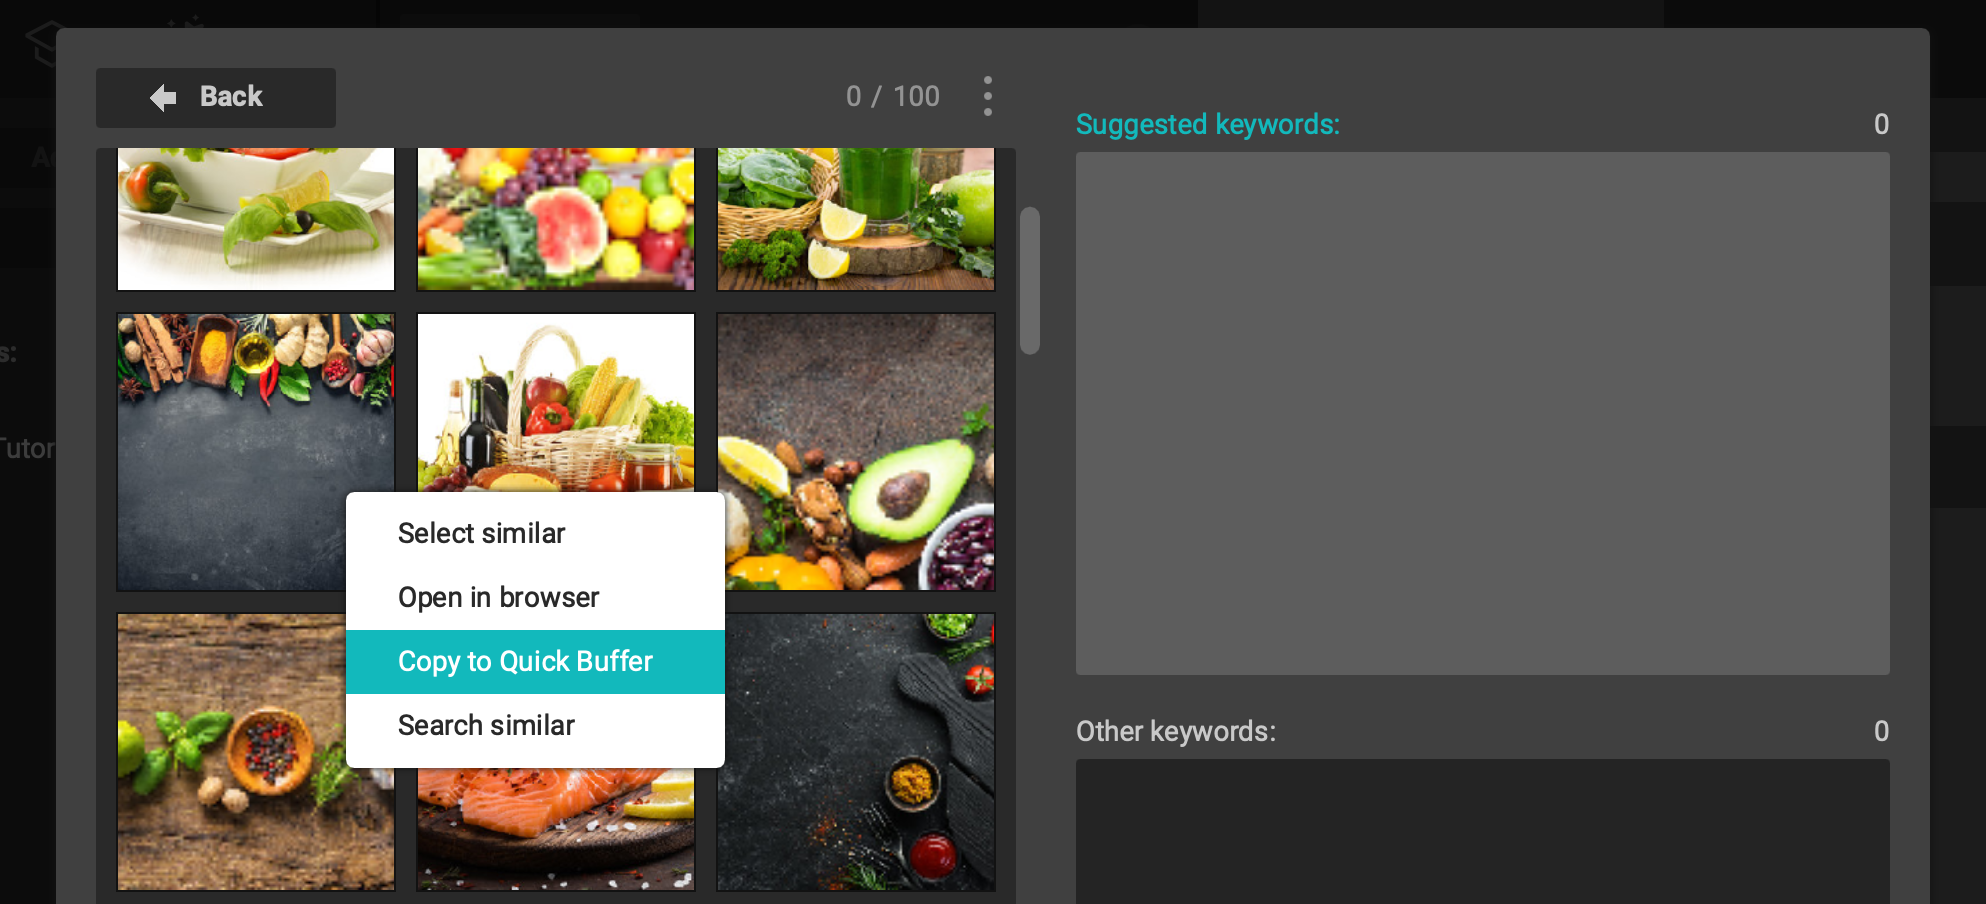 Back
0 / 100
Suggested keywords:
0
s:
Tutor
Select similar
Open in browser
Copy to Quick Buffer
Search similar
Other keywords:
0